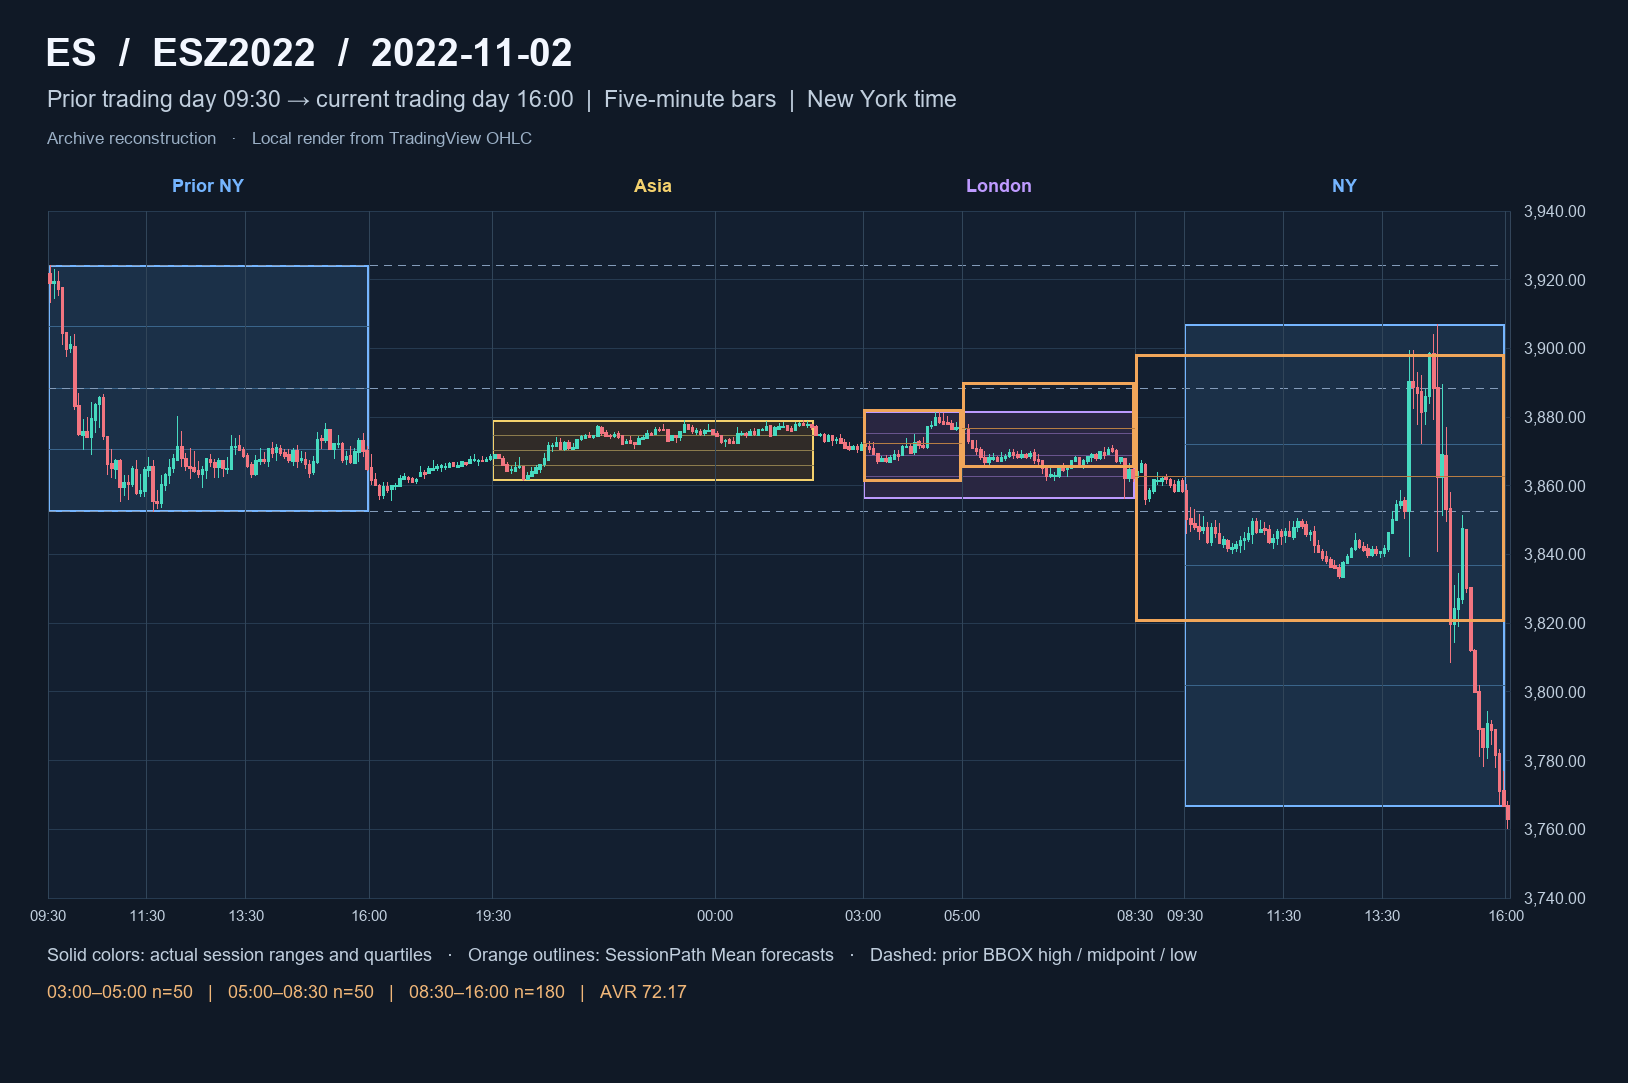 ES / ESZ2022 / 2022-11-02
Prior trading day 09:30 → current trading day 16:00 | Five-minute bars | New York time
Archive reconstruction · Local render from TradingView OHLC
Prior NY Asia London NY
3,940.00
3,920.00
3,900.00
3,880.00
3,860.00
3,840.00
3,820.00
3,800.00
3,780.00
3,760.00
3,740.00
09:30 11:30 13:30 16:00 19:30 00:00 03:00 05:00 08:30 09:30 11:30 13:30 16:00
Solid colors: actual session ranges and quartiles · Orange outlines: SessionPath Mean forecasts · Dashed: prior BBOX high / midpoint / low
03:00–05:00 n=50 | 05:00–08:30 n=50 | 08:30–16:00 n=180 | AVR 72.17